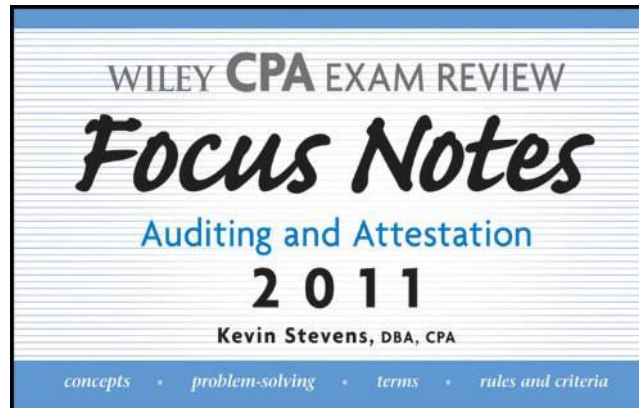 WILEY CPA EXAM REVIEW
Focus Notes
Auditing and Attestation
2011
Kevin Stevens, DBA, CPA
concepts • problem-solving • terms • rules and criteria